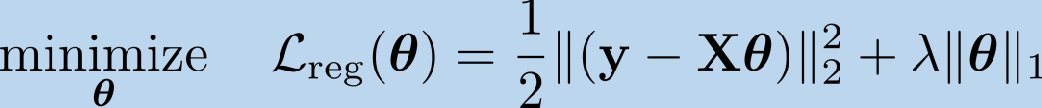 minimize_θ ℒ_reg(θ) = 1/2 ‖(y − Xθ)‖₂² + λ‖θ‖₁